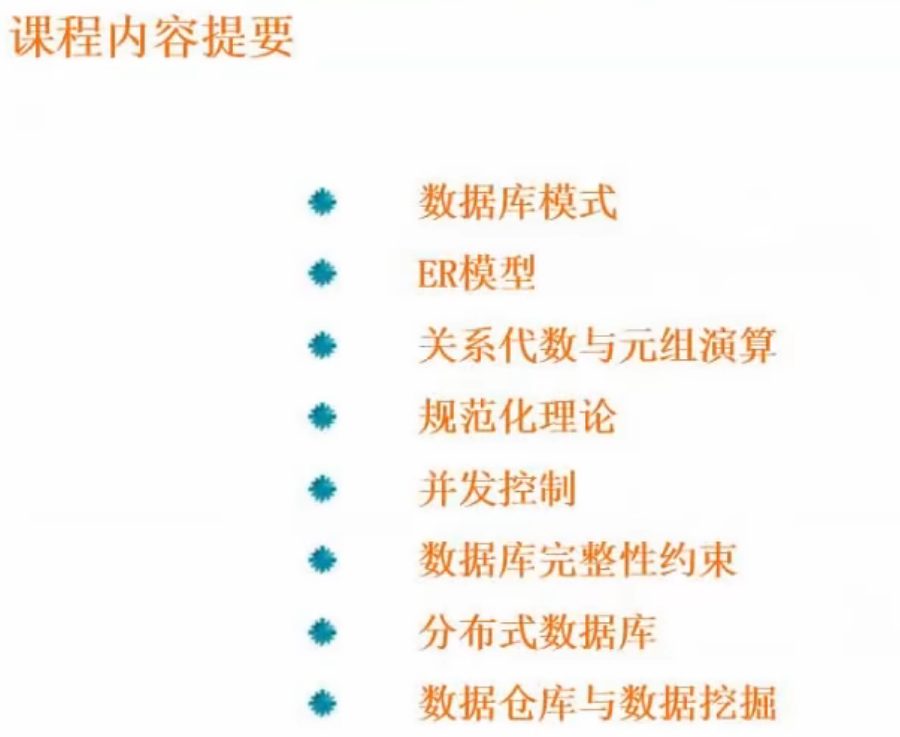 课程内容提要
数据库模式
ER模型
关系代数与元组演算
规范化理论
并发控制
数据库完整性约束
分布式数据库
数据仓库与数据挖掘